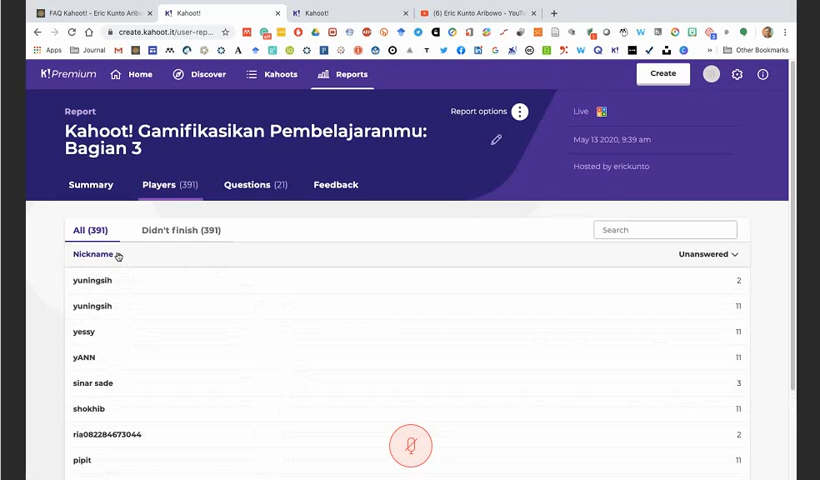 FAQ Kahoot! - Eric Kunto Arib
Kahoot!
Kahoot!
(6) Eric Kunto Aribowo - YouT
create.kahoot.it/user-rep...
Apps
Journal
Other Bookmarks
K! Premium
Home
Discover
Kahoots
Reports
Create
Report
Report options
Live
Kahoot! Gamifikasikan Pembelajaranmu:
Bagian 3
May 13 2020, 9:39 am
Hosted by erickunto
Summary
Players (391)
Questions (21)
Feedback
All (391)
Didn't finish (391)
Search
Nickname
Unanswered
yuningsih 2
yuningsih 11
yessy 11
yANN 11
sinar sade 3
shokhib 11
ria082284673044 2
pipit 11